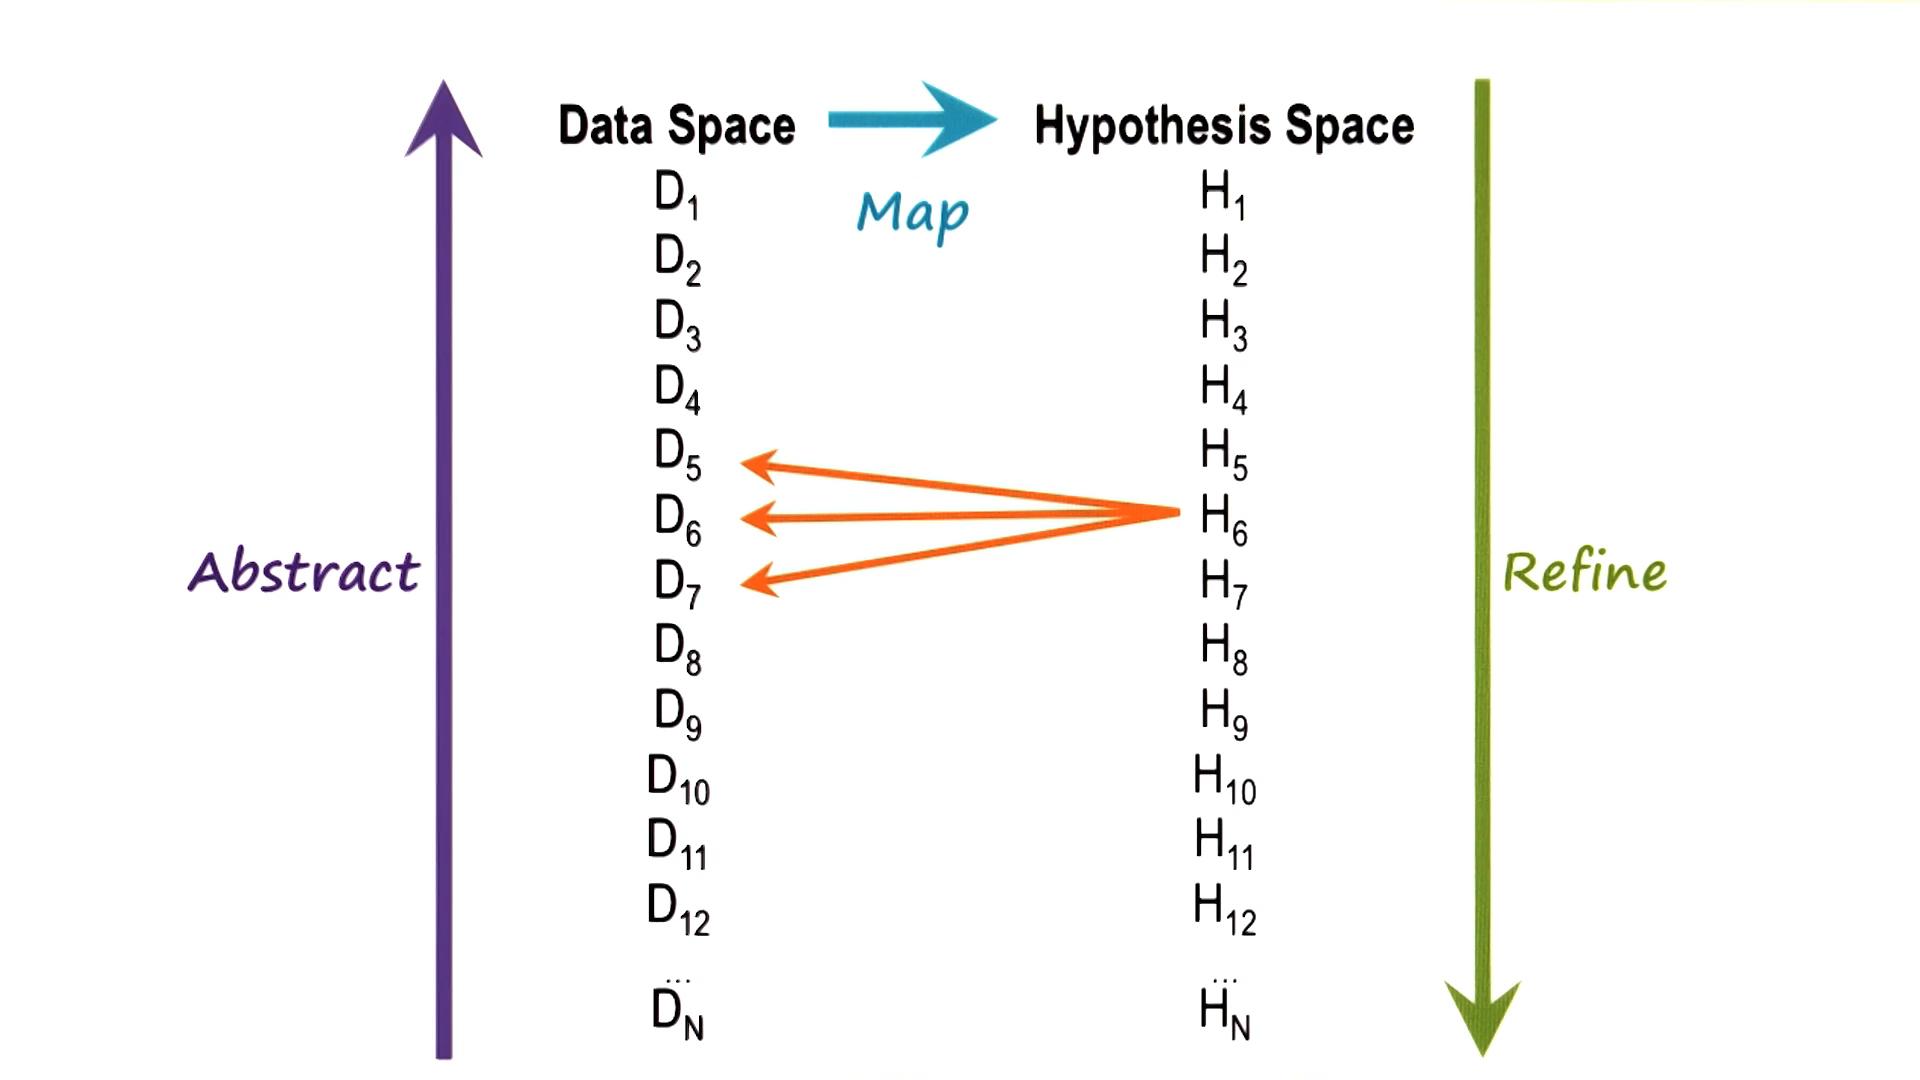 Data Space Hypothesis Space
Map
D1 H1
D2 H2
D3 H3
D4 H4
D5 H5
D6 H6
Abstract D7 H7 Refine
D8 H8
D9 H9
D10 H10
D11 H11
D12 H12
... ...
DN HN